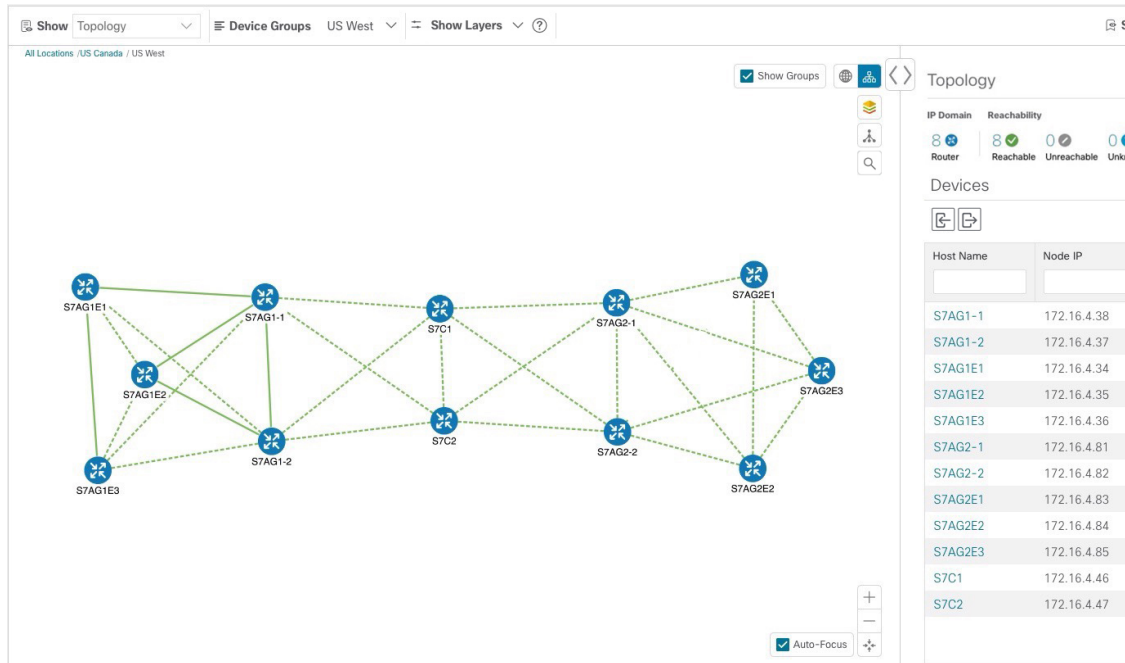 Show Topology Device Groups US West Show Layers ?
All Locations /US Canada / US West
Show Groups
Topology
IP Domain Reachability
8 8 0 0
Router Reachable Unreachable
Devices
Host Name Node IP
S7AG1-1 172.16.4.38
S7AG1-2 172.16.4.37
S7AG1E1 172.16.4.34
S7AG1E2 172.16.4.35
S7AG1E3 172.16.4.36
S7AG2-1 172.16.4.81
S7AG2-2 172.16.4.82
S7AG2E1 172.16.4.83
S7AG2E2 172.16.4.84
S7AG2E3 172.16.4.85
S7C1 172.16.4.46
S7C2 172.16.4.47
S7AG1E1
S7AG1-1
S7C1
S7AG2-1
S7AG2E1
S7AG1E2
S7AG2E3
S7AG1-2
S7C2
S7AG2-2
S7AG1E3
S7AG2E2
Auto-Focus